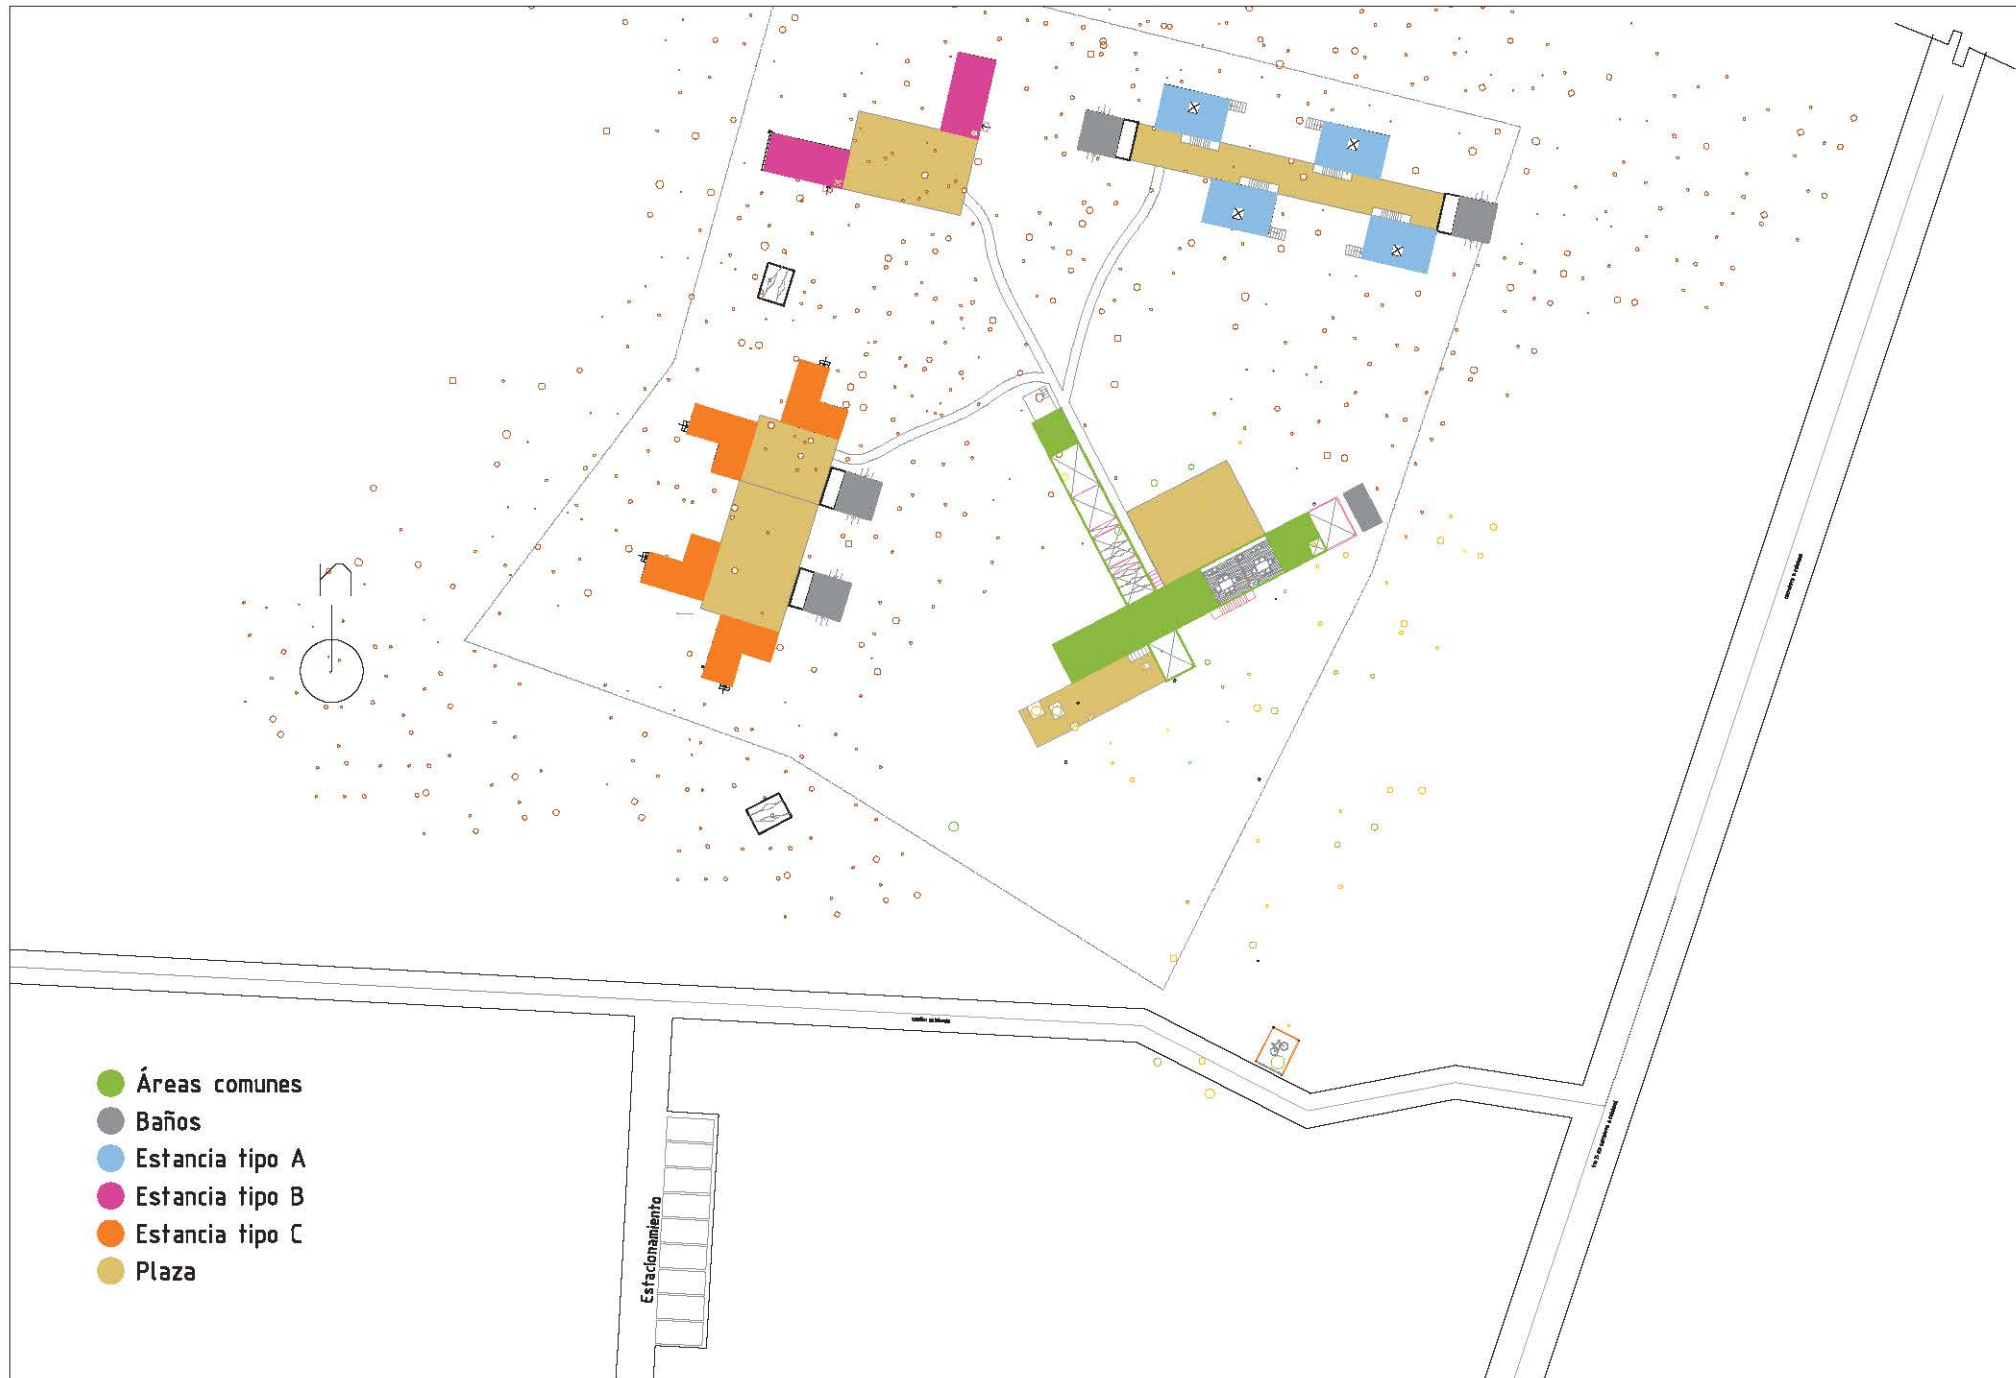 Áreas comunes
Baños
Estancia tipo A
Estancia tipo B
Estancia tipo C
Plaza
Estacionamiento